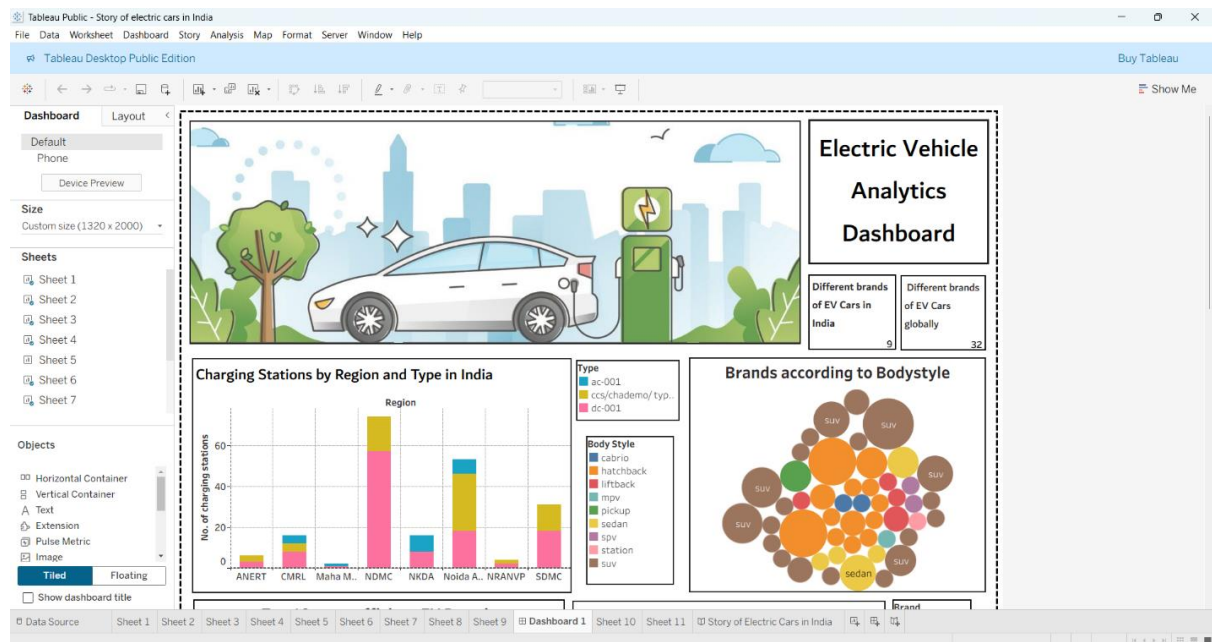 Tableau Public - Story of electric cars in India
File Data Worksheet Dashboard Story Analysis Map Format Server Window Help
Tableau Desktop Public Edition
Buy Tableau
Show Me
Dashboard Layout
Default
Phone
Device Preview
Size
Custom size (1320 x 2000)
Sheets
Sheet 1
Sheet 2
Sheet 3
Sheet 4
Sheet 5
Sheet 6
Sheet 7
Objects
Horizontal Container
Vertical Container
Text
Extension
Pulse Metric
Image
Tiled Floating
Show dashboard title
Electric Vehicle
Analytics
Dashboard
Different brands
of EV Cars in
India
9
Different brands
of EV Cars
globally
32
Charging Stations by Region and Type in India
Region
No. of charging stations
60
40
20
0
ANERT CMRL Maha M.. NDMC NKDA Noida A.. NRANVP SDMC
Type
ac-001
ccs/chademo/ typ..
dc-001
Body Style
cabrio
hatchback
liftback
mpv
pickup
sedan
spv
station
suv
Brands according to Bodystyle
suv
suv
suv
suv
suv
suv
sedan
Brand
Data Source Sheet 1 Sheet 2 Sheet 3 Sheet 4 Sheet 5 Sheet 6 Sheet 7 Sheet 8 Sheet 9 Dashboard 1 Sheet 10 Sheet 11 Story of Electric Cars in India